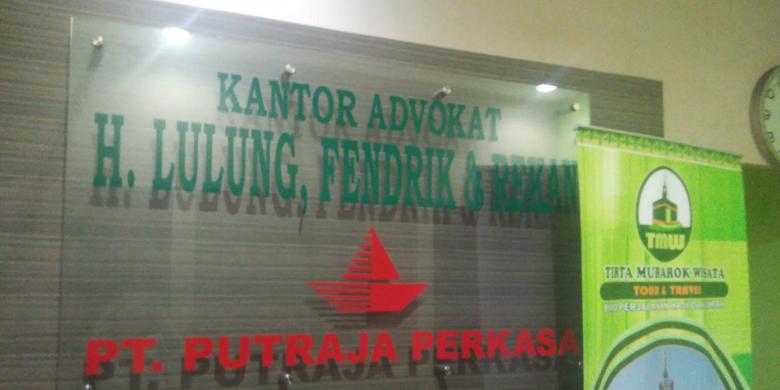 KANTOR ADVOKAT
H. LULUNG, FENDRIK & REKAN
PT. PUTRAJA PERKASA
TMW
TIRTA MUBAROK WISATA
TOUR & TRAVEL